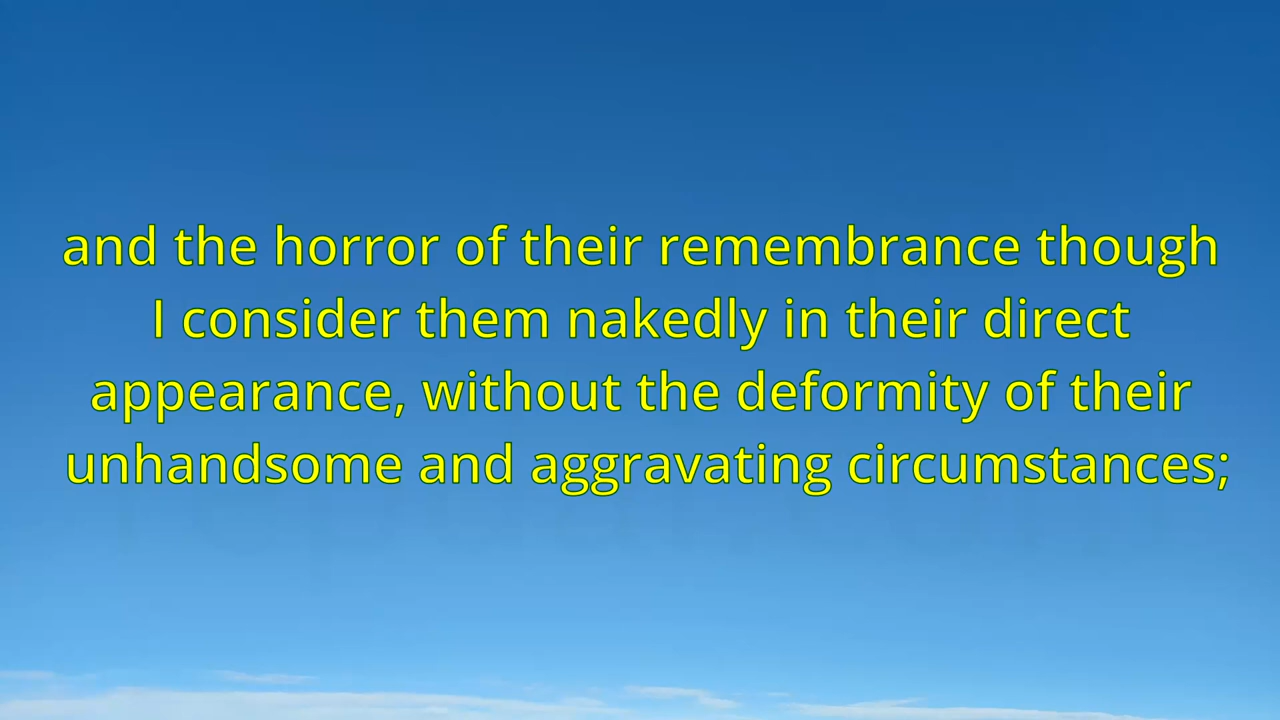 and the horror of their remembrance though
I consider them nakedly in their direct
appearance, without the deformity of their
unhandsome and aggravating circumstances;